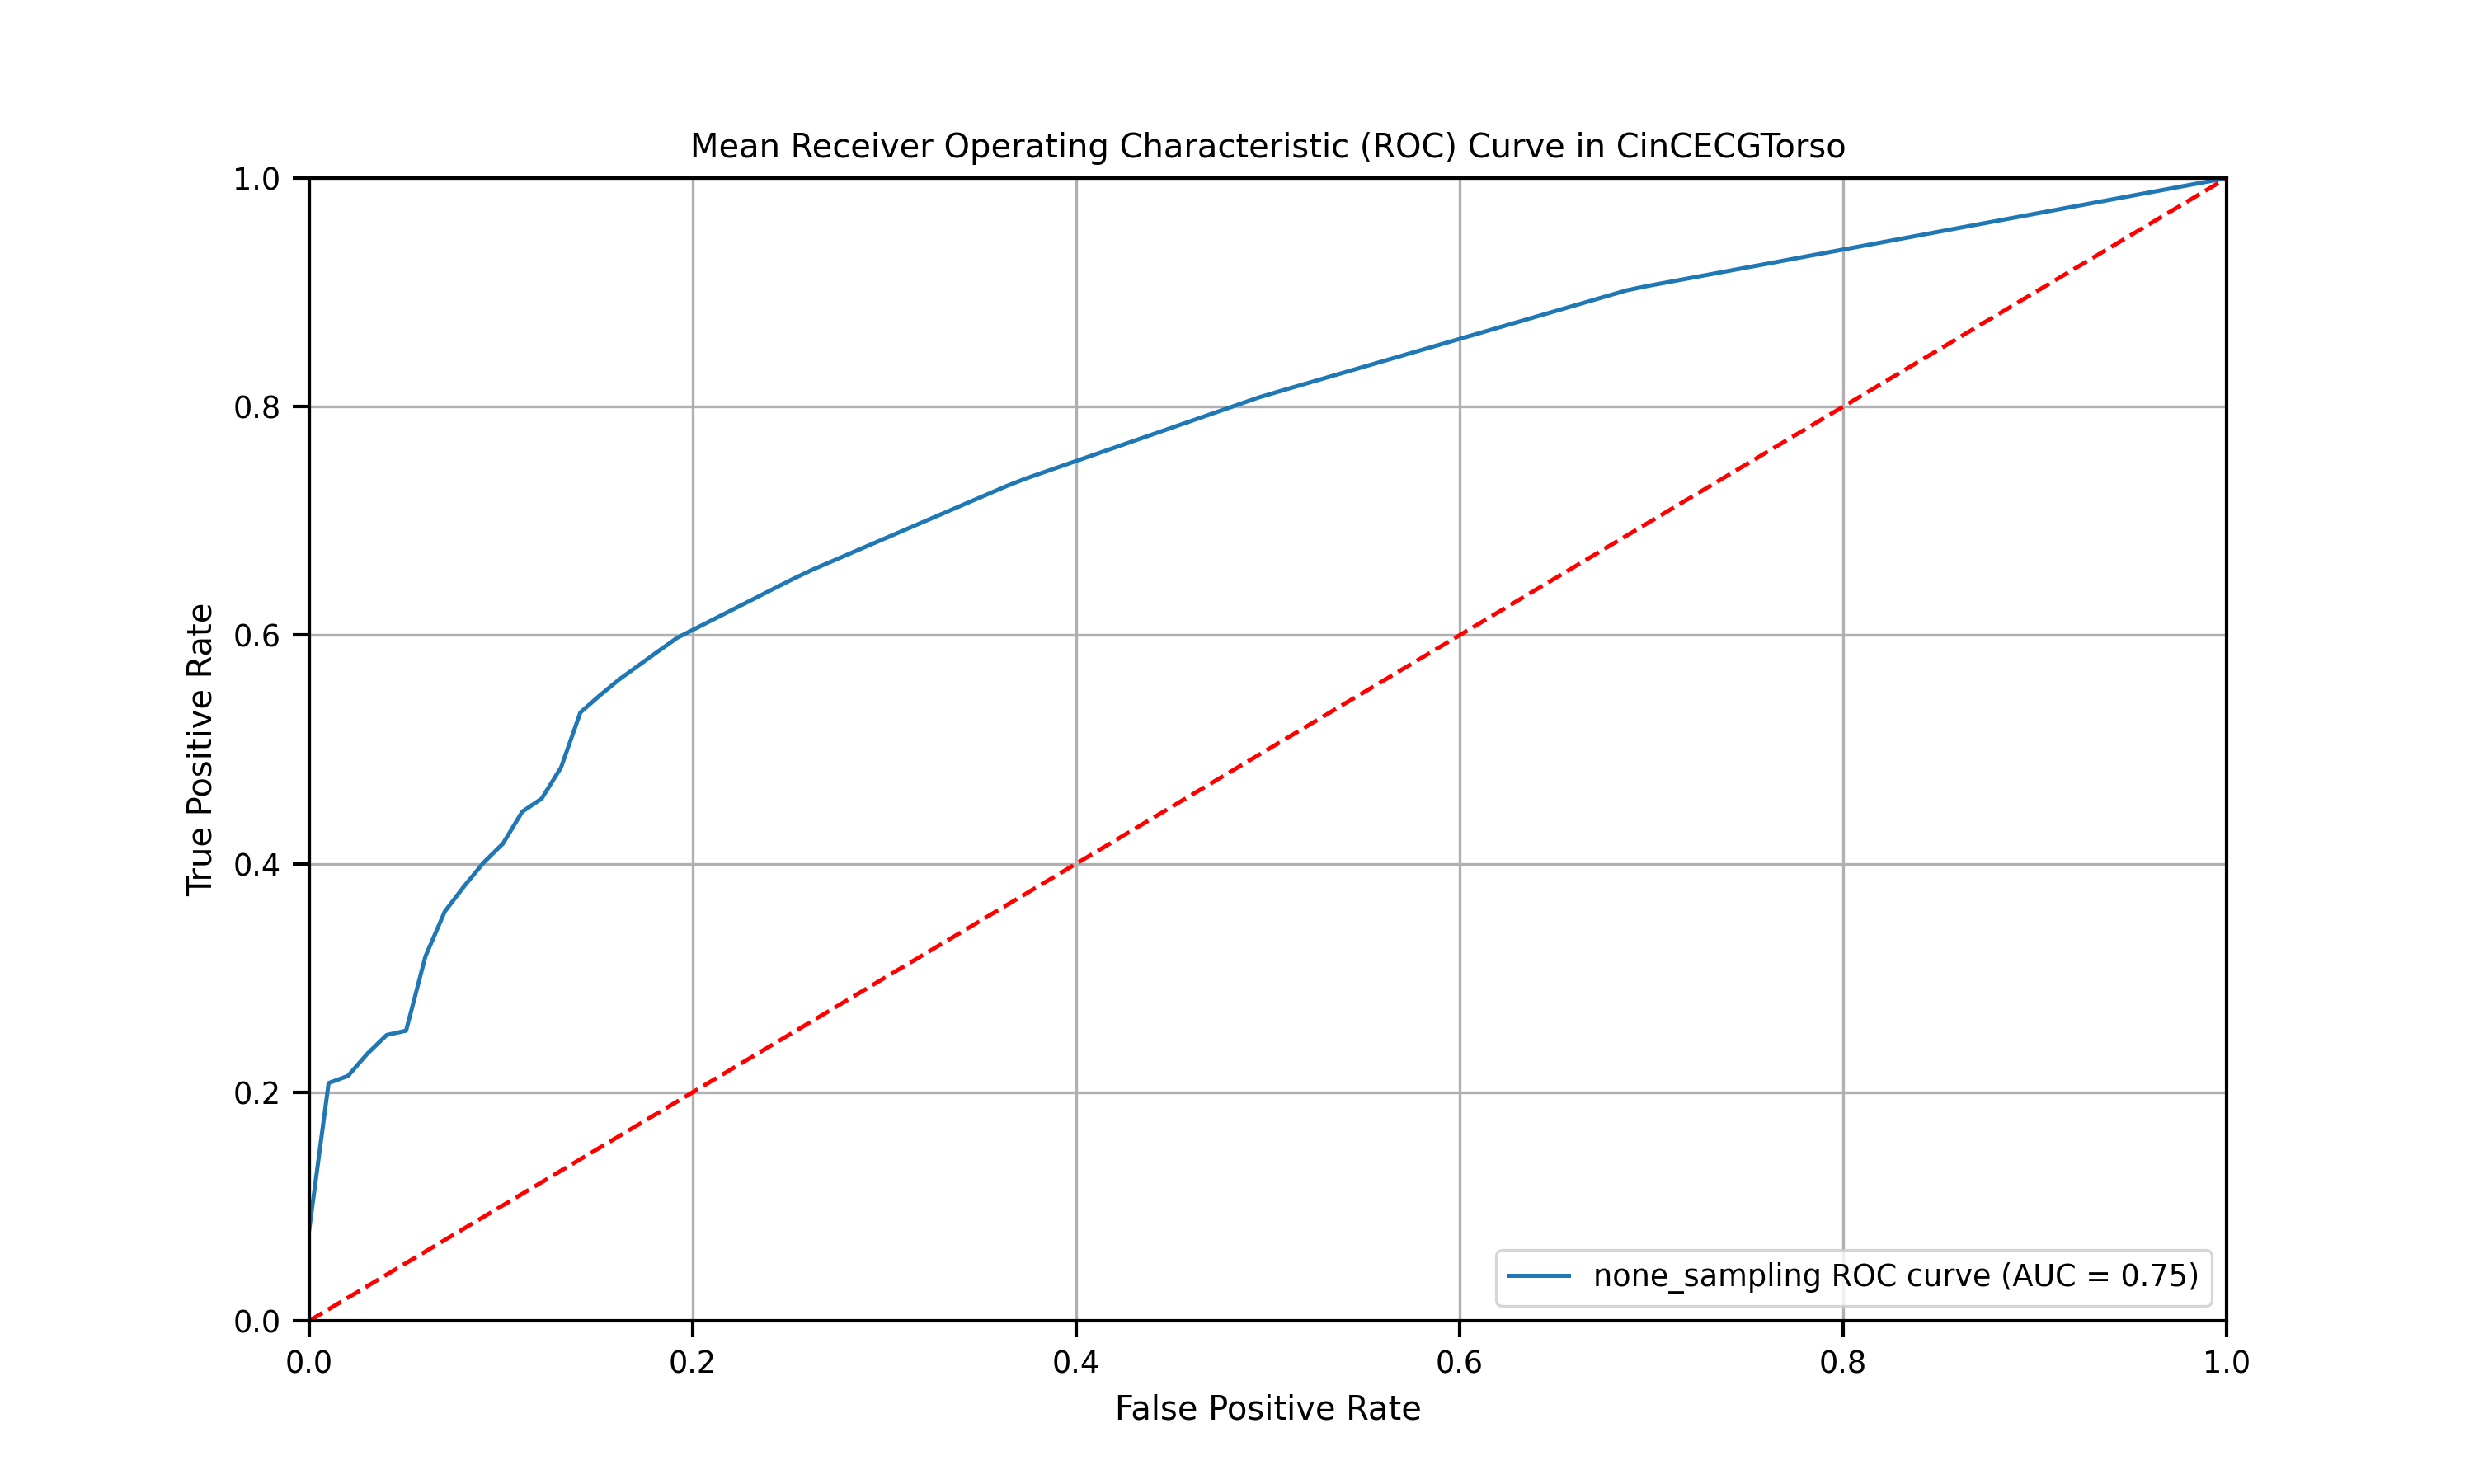 Mean Receiver Operating Characteristic (ROC) Curve in CinCECGTorso
1.0
0.8
0.6
0.4
0.2
0.0
True Positive Rate
0.0 0.2 0.4 0.6 0.8 1.0
False Positive Rate
none_sampling ROC curve (AUC = 0.75)